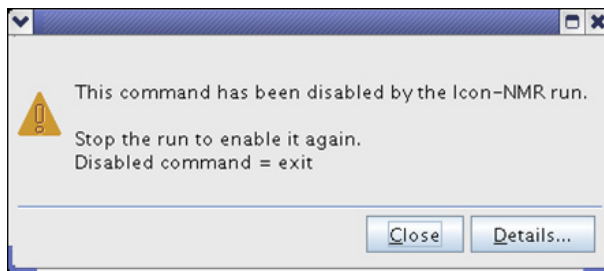 This command has been disabled by the Icon-NMR run.
Stop the run to enable it again.
Disabled command = exit
Close
Details...